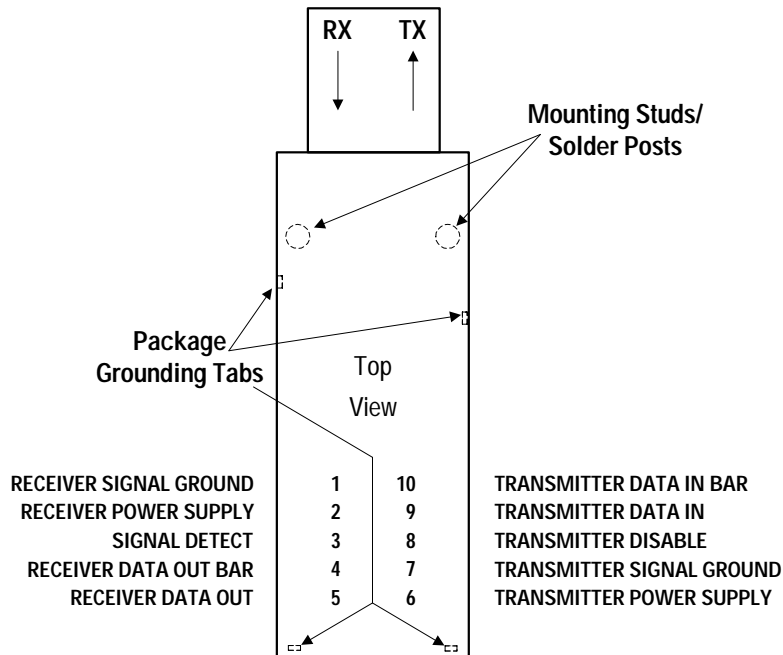 RX TX
Mounting Studs/
Solder Posts
Package
Grounding Tabs
Top
View
RECEIVER SIGNAL GROUND 1 10 TRANSMITTER DATA IN BAR
RECEIVER POWER SUPPLY 2 9 TRANSMITTER DATA IN
SIGNAL DETECT 3 8 TRANSMITTER DISABLE
RECEIVER DATA OUT BAR 4 7 TRANSMITTER SIGNAL GROUND
RECEIVER DATA OUT 5 6 TRANSMITTER POWER SUPPLY